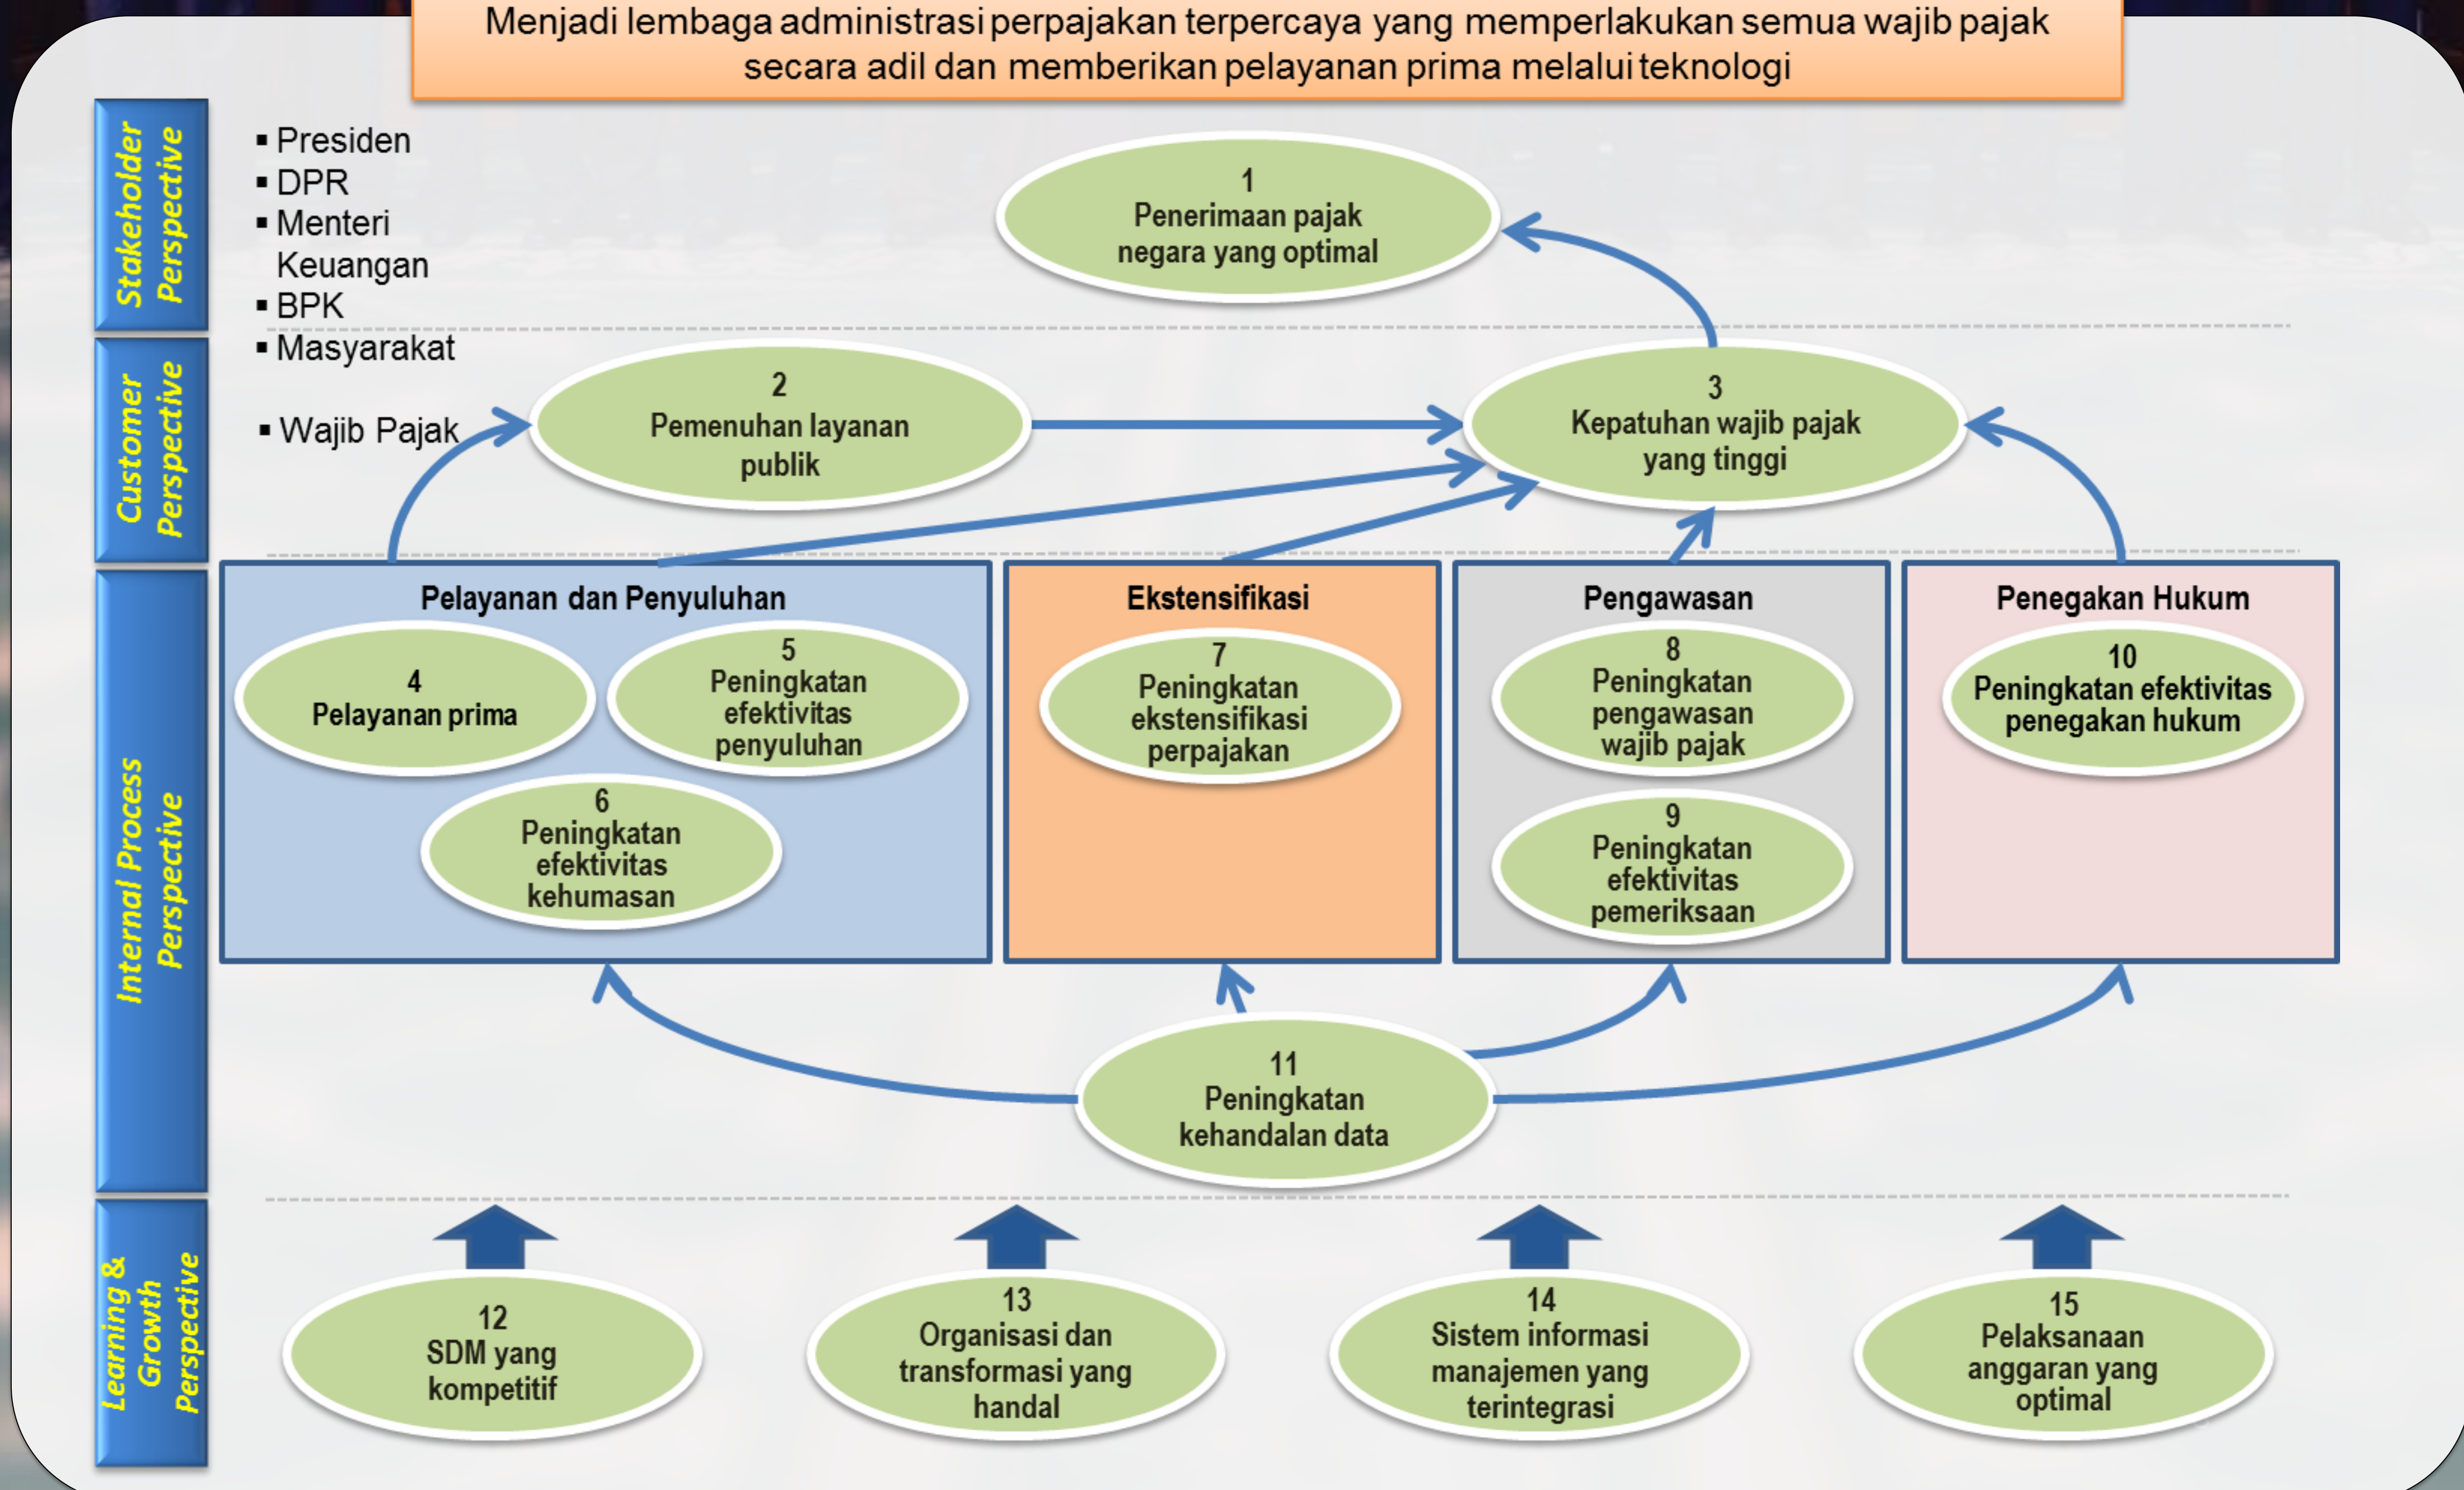 Menjadi lembaga administrasi perpajakan terpercaya yang memperlakukan semua wajib pajak
secara adil dan memberikan pelayanan prima melalui teknologi
Stakeholder
Perspective
▪ Presiden
▪ DPR
▪ Menteri
Keuangan
▪ BPK
▪ Masyarakat
1
Penerimaan pajak
negara yang optimal
Customer
Perspective
▪ Wajib Pajak
2
Pemenuhan layanan
publik
3
Kepatuhan wajib pajak
yang tinggi
Internal Process
Perspective
Pelayanan dan Penyuluhan
4
Pelayanan prima
5
Peningkatan
efektivitas
penyuluhan
6
Peningkatan
efektivitas
kehumasan
Ekstensifikasi
7
Peningkatan
ekstensifikasi
perpajakan
Pengawasan
8
Peningkatan
pengawasan
wajib pajak
9
Peningkatan
efektivitas
pemeriksaan
Penegakan Hukum
10
Peningkatan efektivitas
penegakan hukum
11
Peningkatan
kehandalan data
Learning &
Growth
Perspective
12
SDM yang
kompetitif
13
Organisasi dan
transformasi yang
handal
14
Sistem informasi
manajemen yang
terintegrasi
15
Pelaksanaan
anggaran yang
optimal